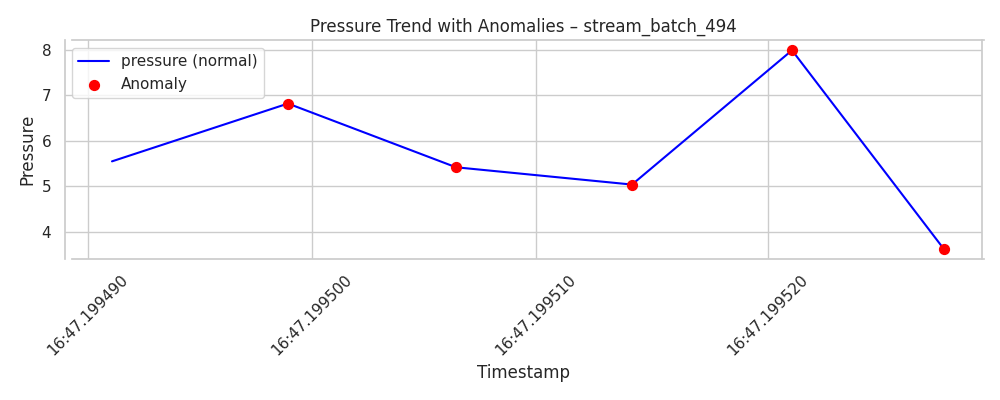 Pressure Trend with Anomalies – stream_batch_494
pressure (normal)
Anomaly
Pressure
8
7
6
5
4
16:47.199490
16:47.199500
16:47.199510
16:47.199520
Timestamp